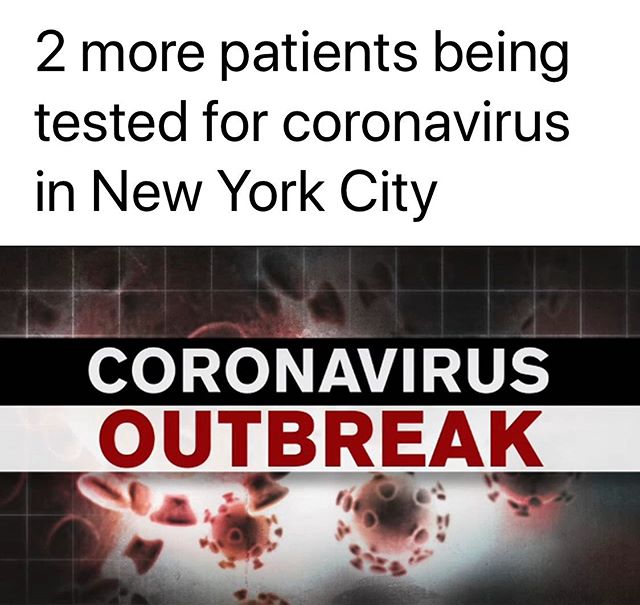 2 more patients being
tested for coronavirus
in New York City
CORONAVIRUS
OUTBREAK